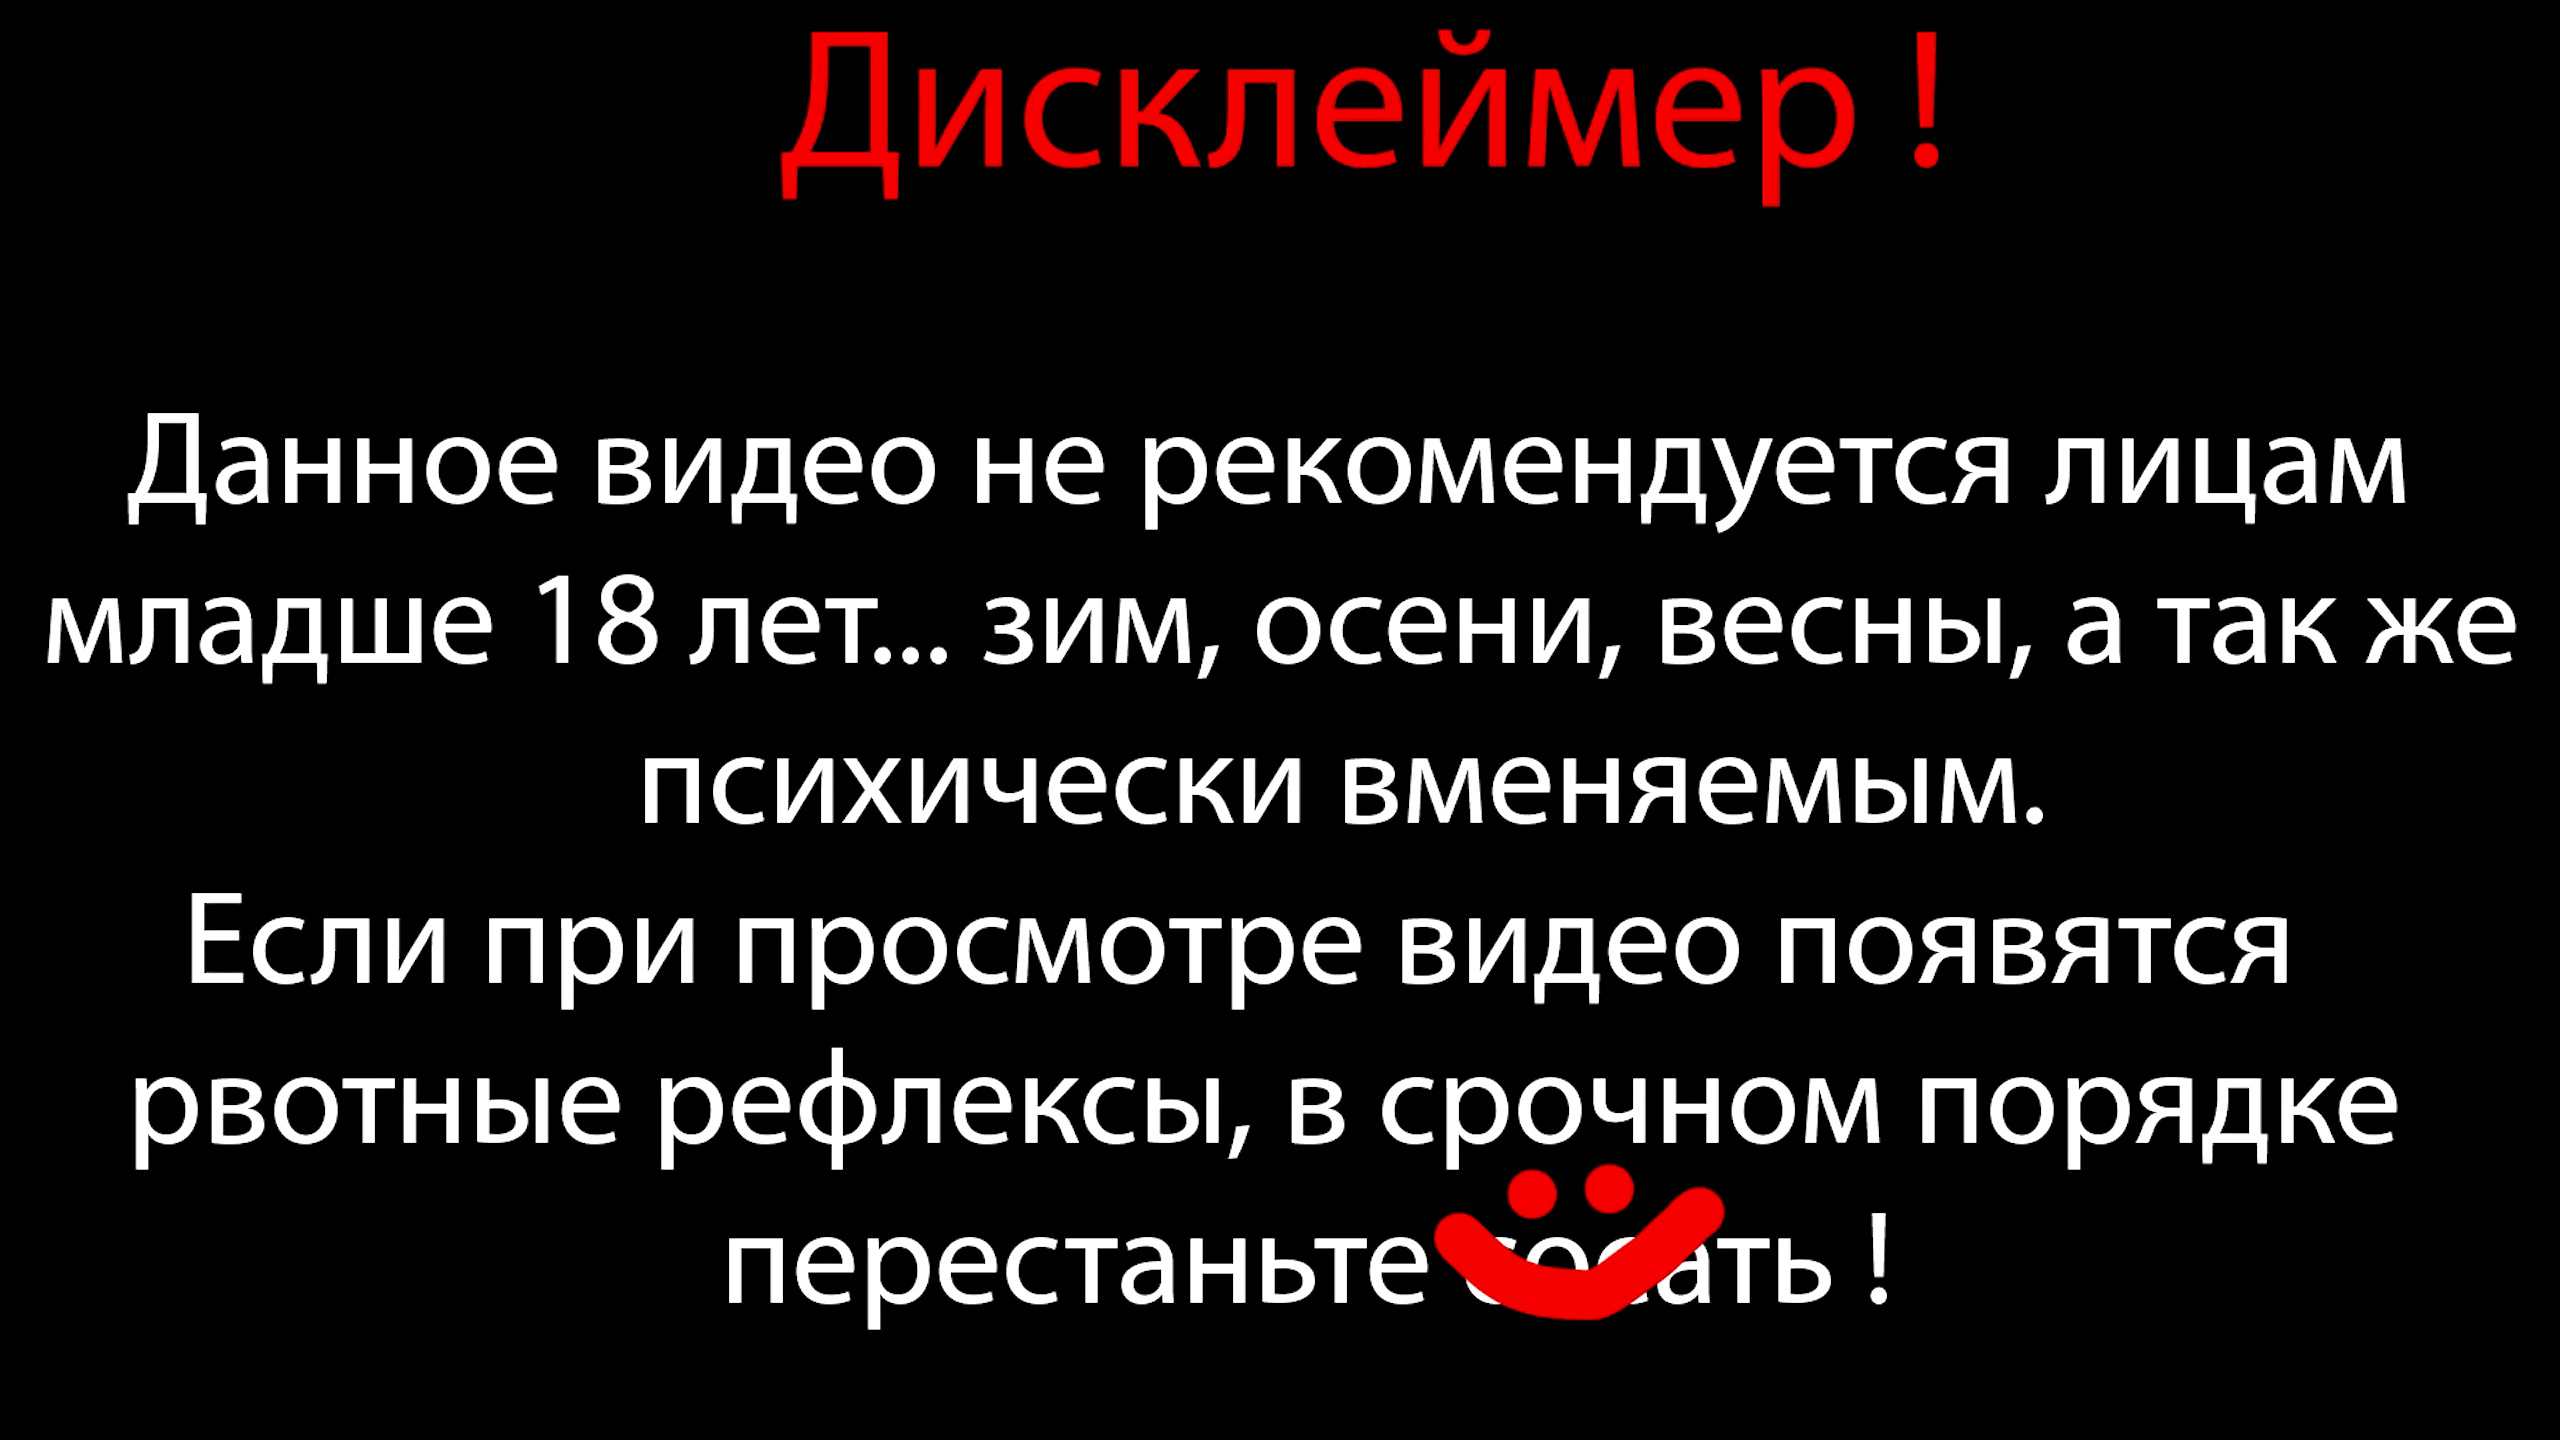 Дисклеймер !
Данное видео не рекомендуется лицам
младше 18 лет... зим, осени, весны, а так же
психически вменяемым.
Если при просмотре видео появятся
рвотные рефлексы, в срочном порядке
перестаньте сосать !